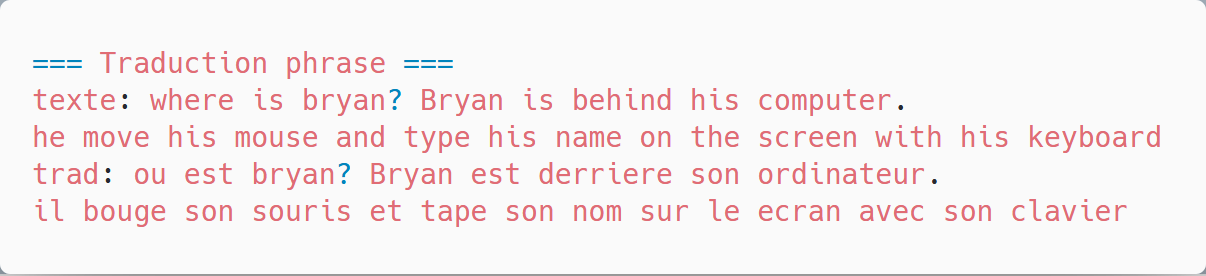 === Traduction phrase ===
texte: where is bryan? Bryan is behind his computer.
he move his mouse and type his name on the screen with his keyboard
trad: ou est bryan? Bryan est derriere son ordinateur.
il bouge son souris et tape son nom sur le ecran avec son clavier